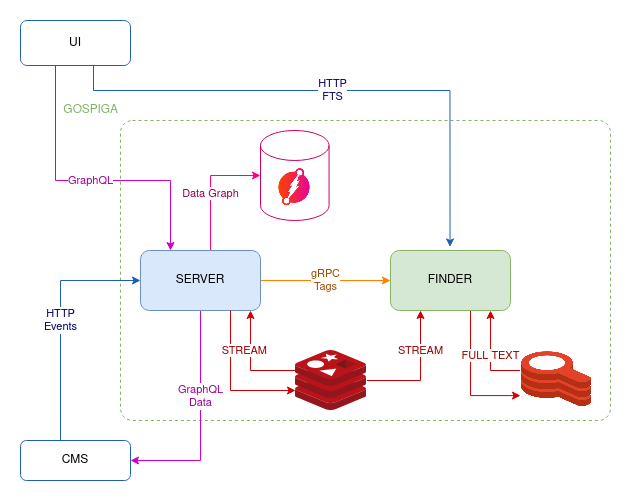 UI
HTTP
FTS
GOSPIGA
GraphQL
Data Graph
SERVER
gRPC
Tags
FINDER
HTTP
Events
STREAM
STREAM
FULL TEXT
GraphQL
Data
CMS